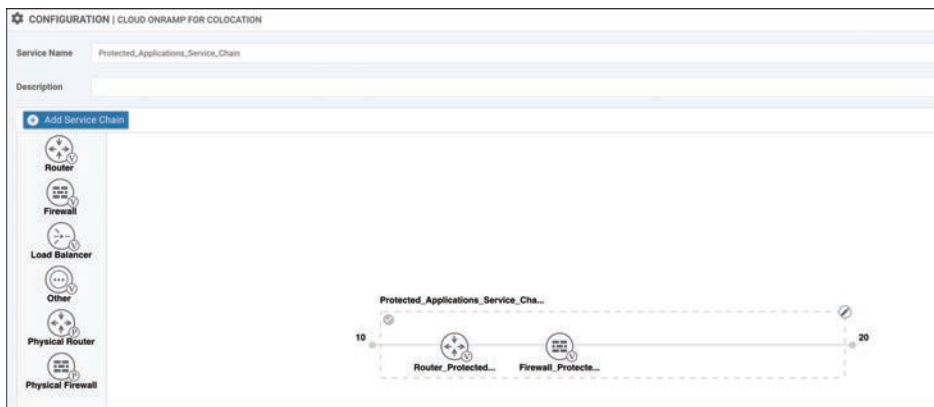 CONFIGURATION | CLOUD ONRAMP FOR COLOCATION
Service Name Protected_Applications_Service_Chain
Description
Add Service Chain
V
Router
V
Firewall
V
Load Balancer
V
Other
P
Physical Router
P
Physical Firewall
Protected_Applications_Service_Cha...
10 20
V V
Router_Protected... Firewall_Protecte...